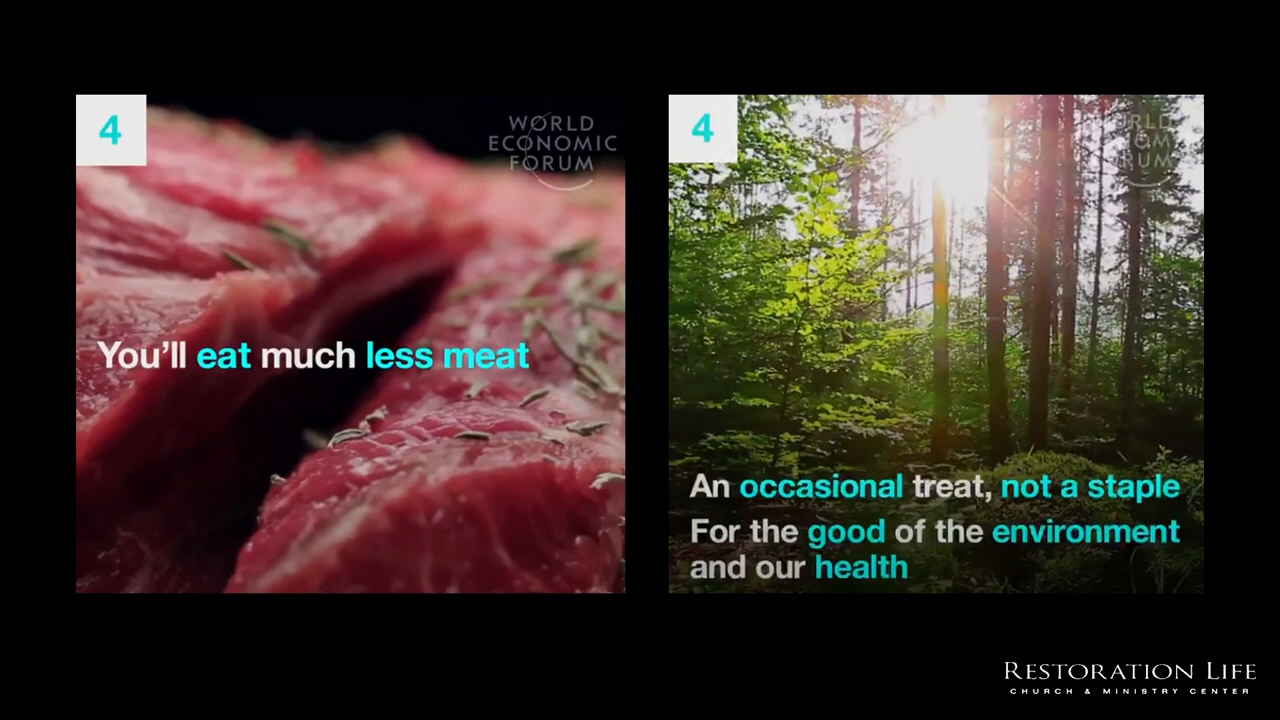 4
WORLD
ECONOMIC
FORUM
You'll eat much less meat
4
An occasional treat, not a staple
For the good of the environment
and our health
RESTORATION LIFE
CHURCH & MINISTRY CENTER